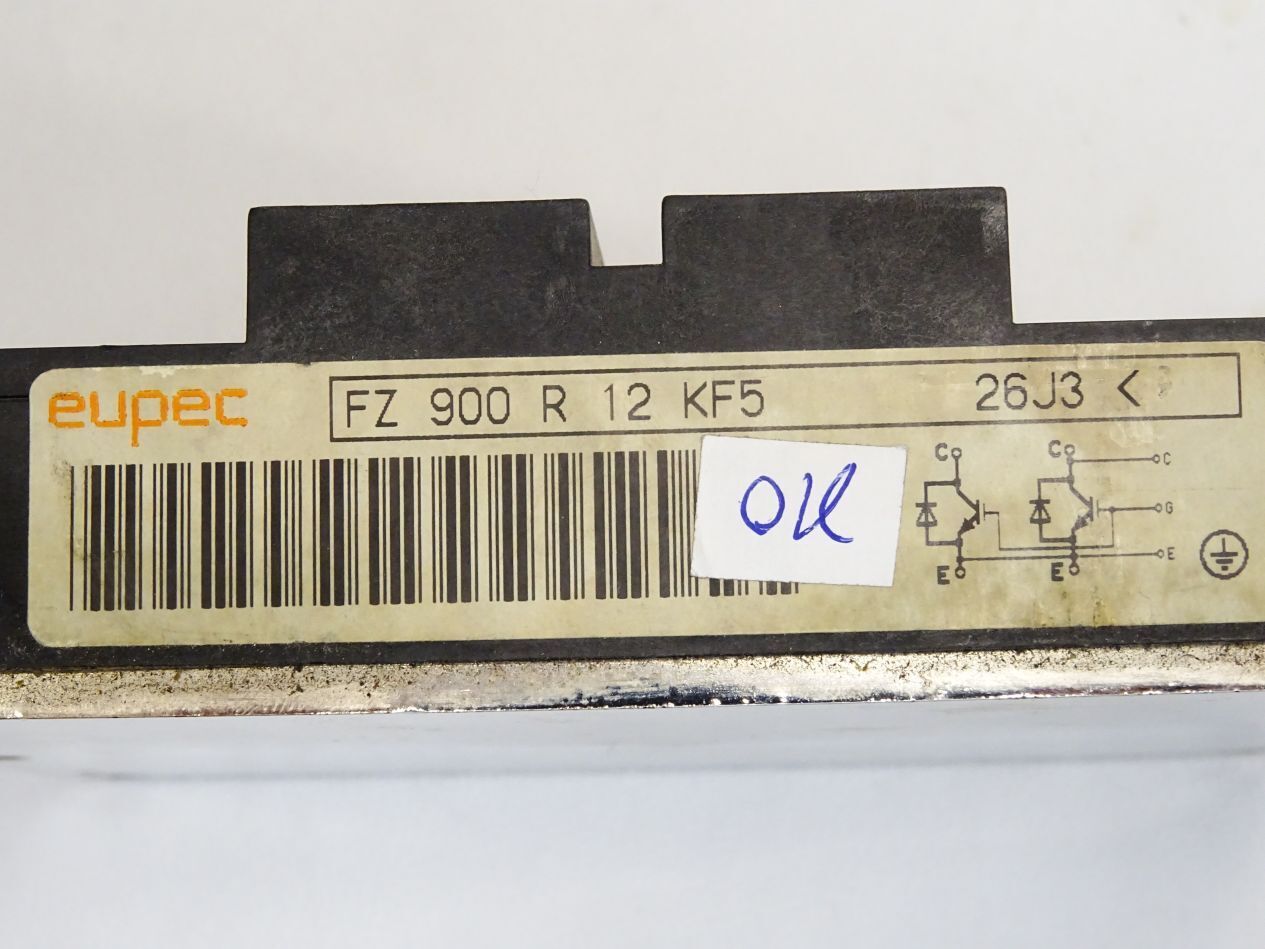 eupec
FZ 900 R 12 KF5 26J3 <
OK
C C C
G
E E E